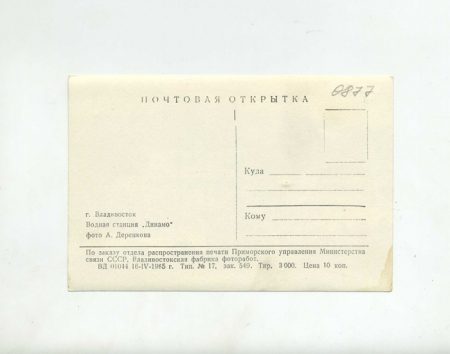 ПОЧТОВАЯ ОТКРЫТКА
0877
Куда
Кому
г. Владивосток
Водная станция „Динамо"
фото А. Деренкова
По заказу отдела распространения печати Приморского управления Министерства
связи СССР. Владивостокская фабрика фоторабот.
ВД 01044 16-IV-1965 г. Тип. № 17, зак. 549. Тир. 3 000. Цена 10 коп.